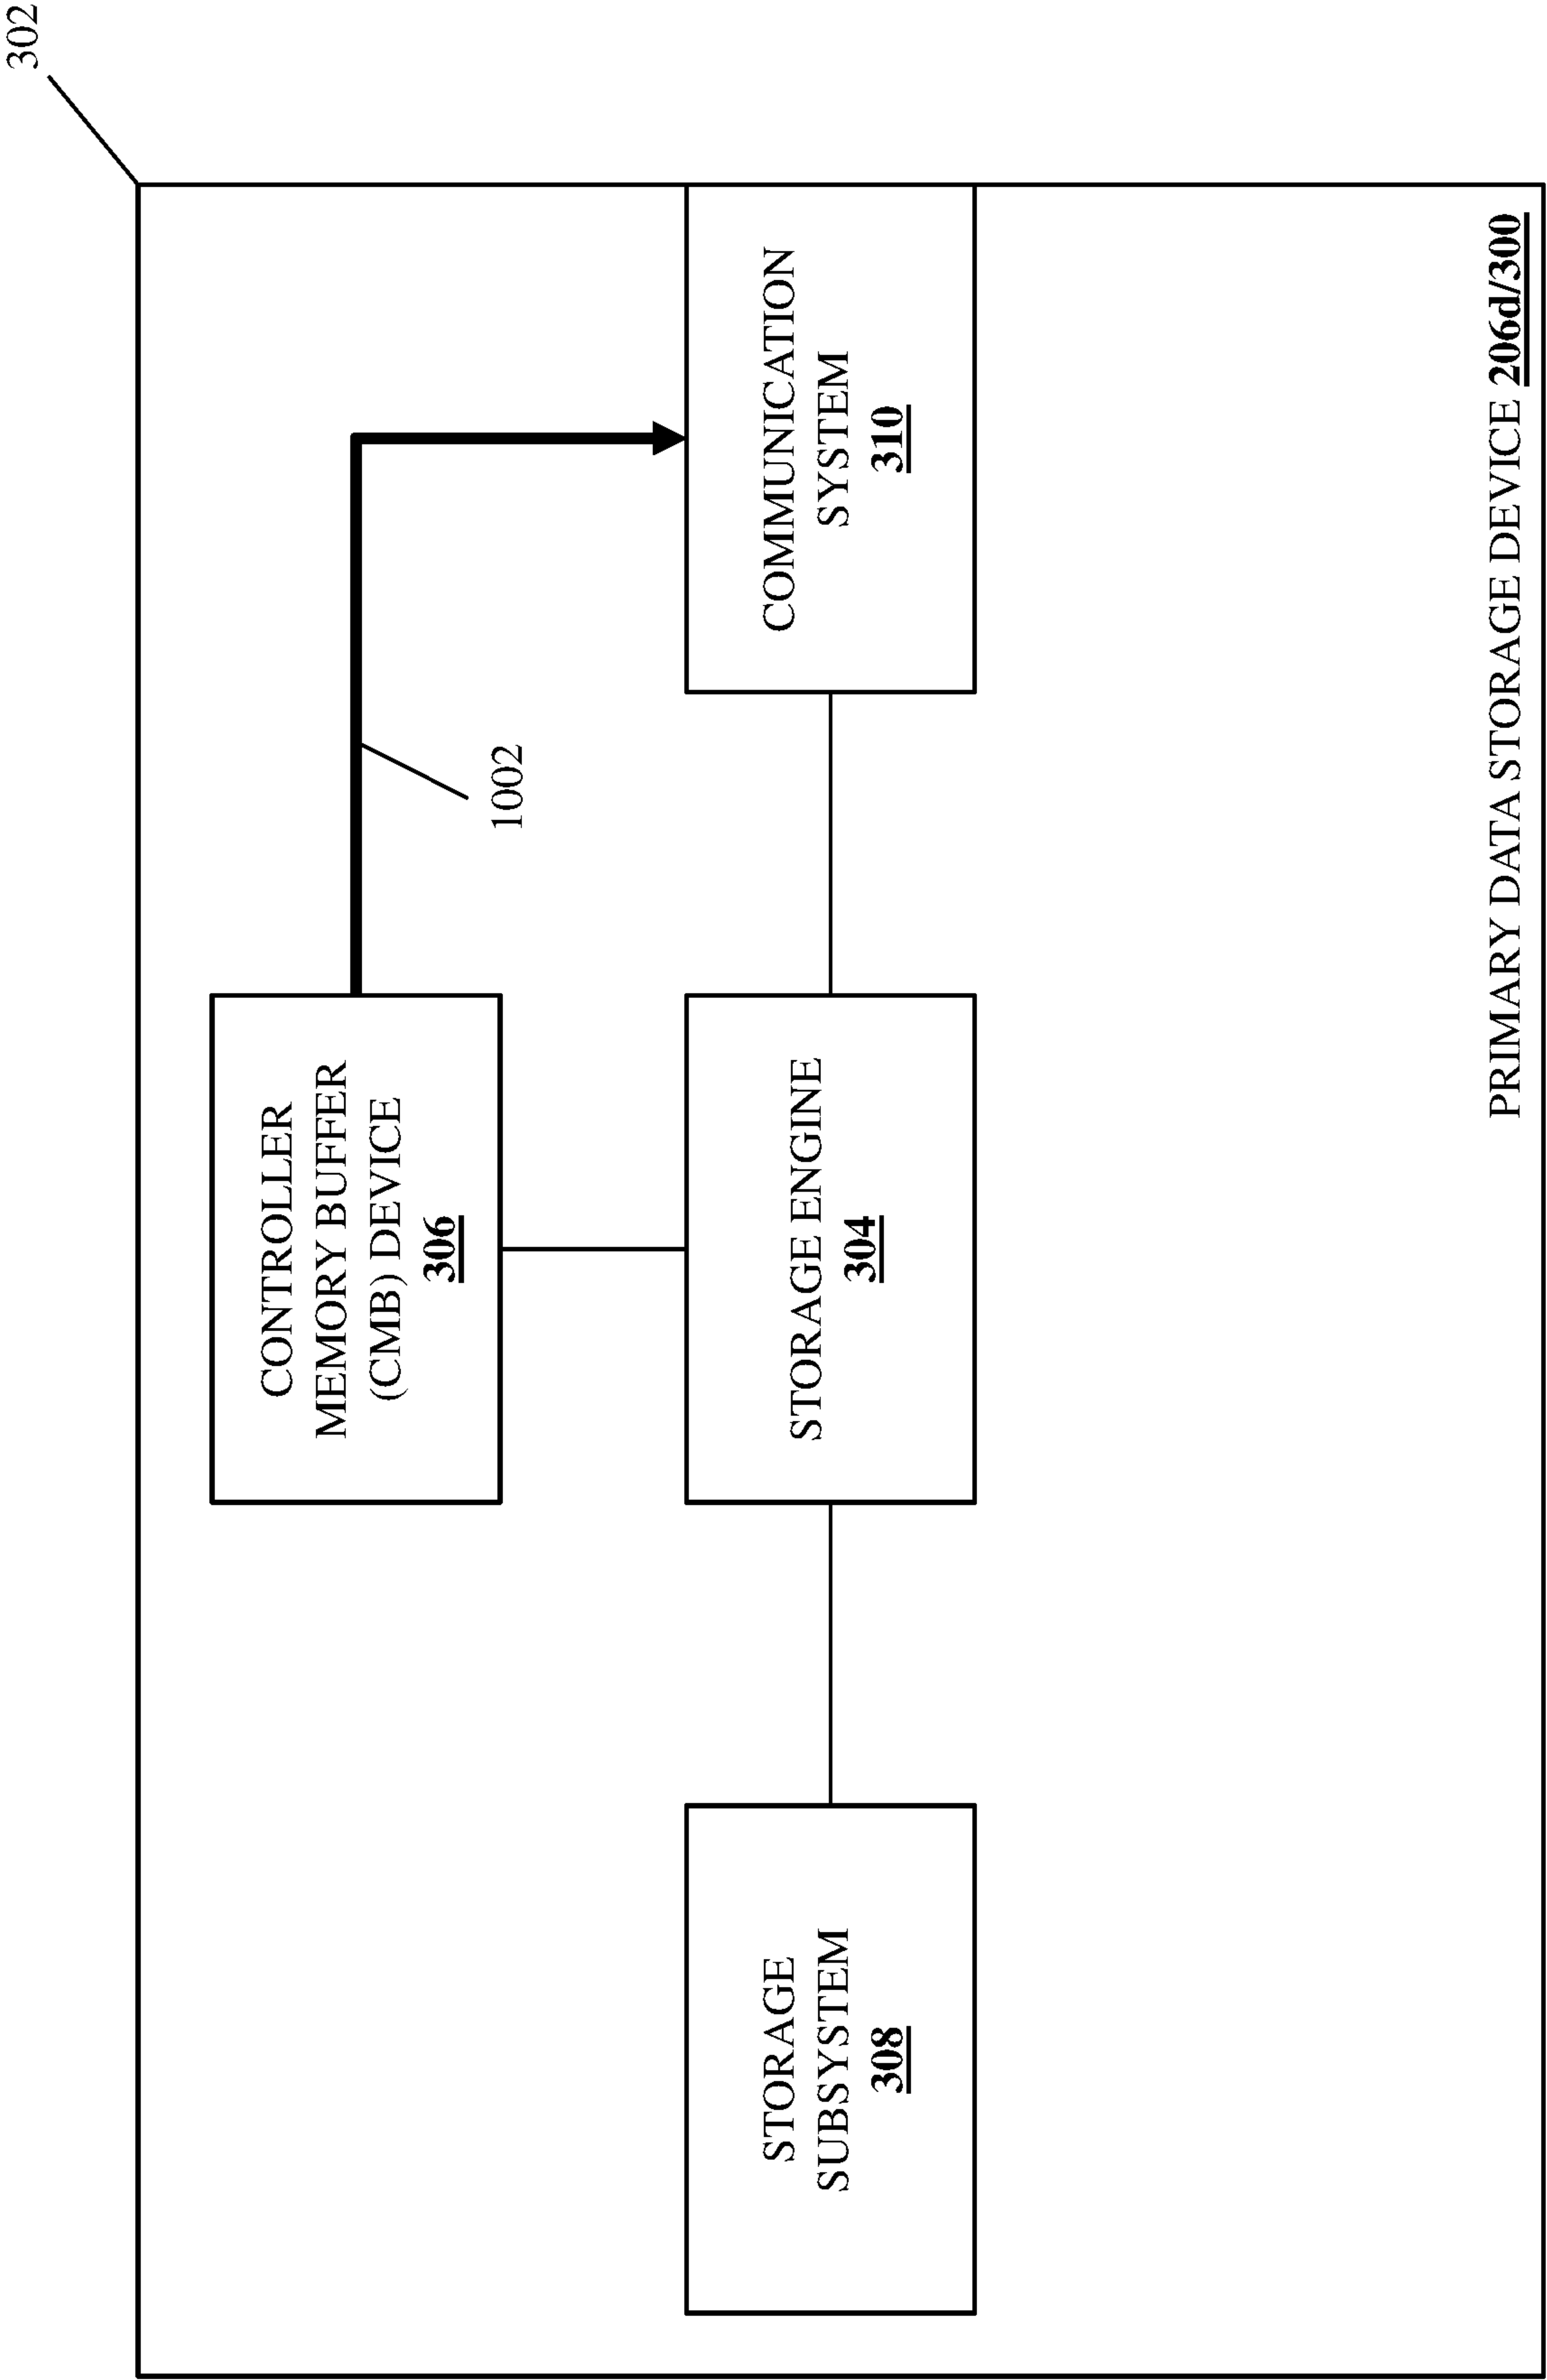 302
CONTROLLER
MEMORY BUFFER
(CMB) DEVICE
306
1002
STORAGE
SUBSYSTEM
308
STORAGE ENGINE
304
COMMUNICATION
SYSTEM
310
PRIMARY DATA STORAGE DEVICE 206d/300